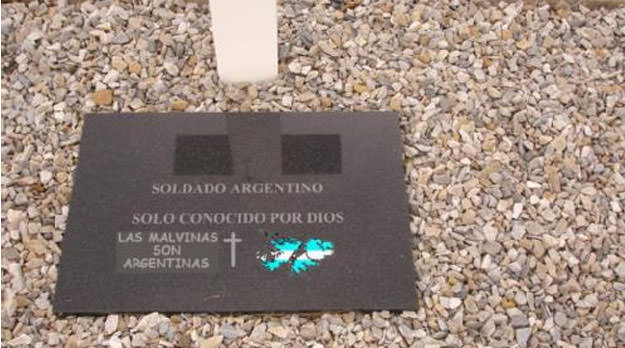 SOLDADO ARGENTINO
SOLO CONOCIDO POR DIOS
LAS MALVINAS
SON
ARGENTINAS